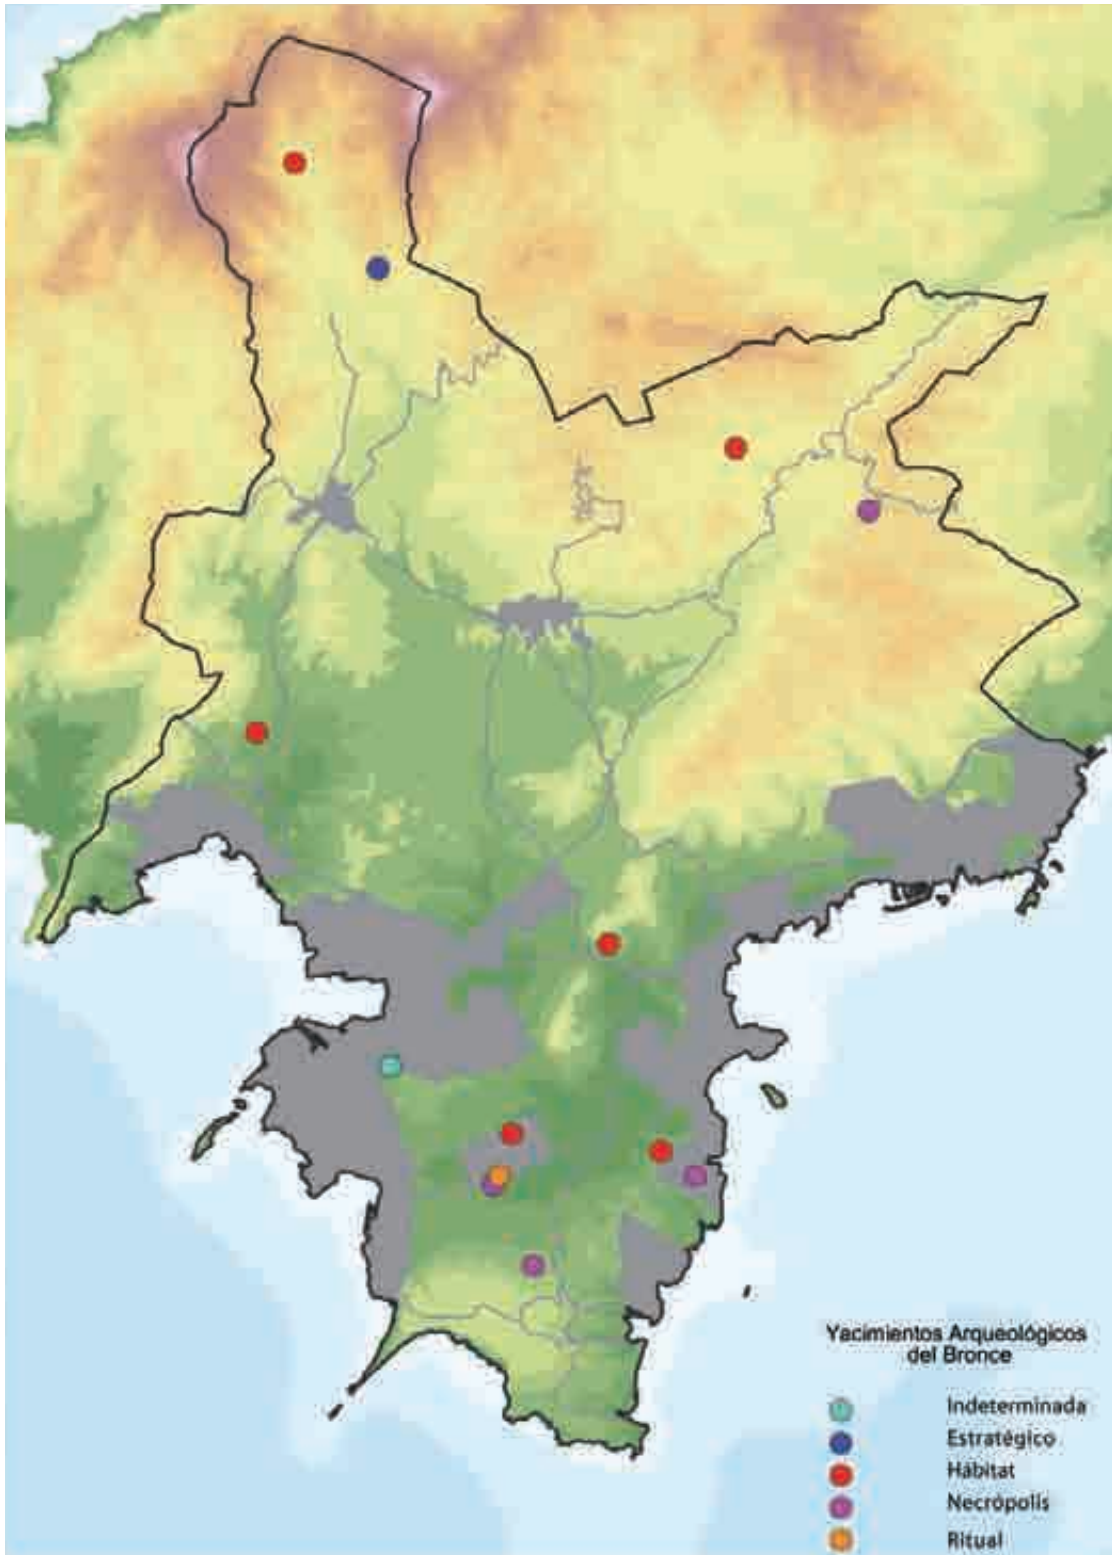 Yacimientos Arqueológicos
del Bronce
Indeterminada
Estratégico
Hábitat
Necrópolis
Ritual